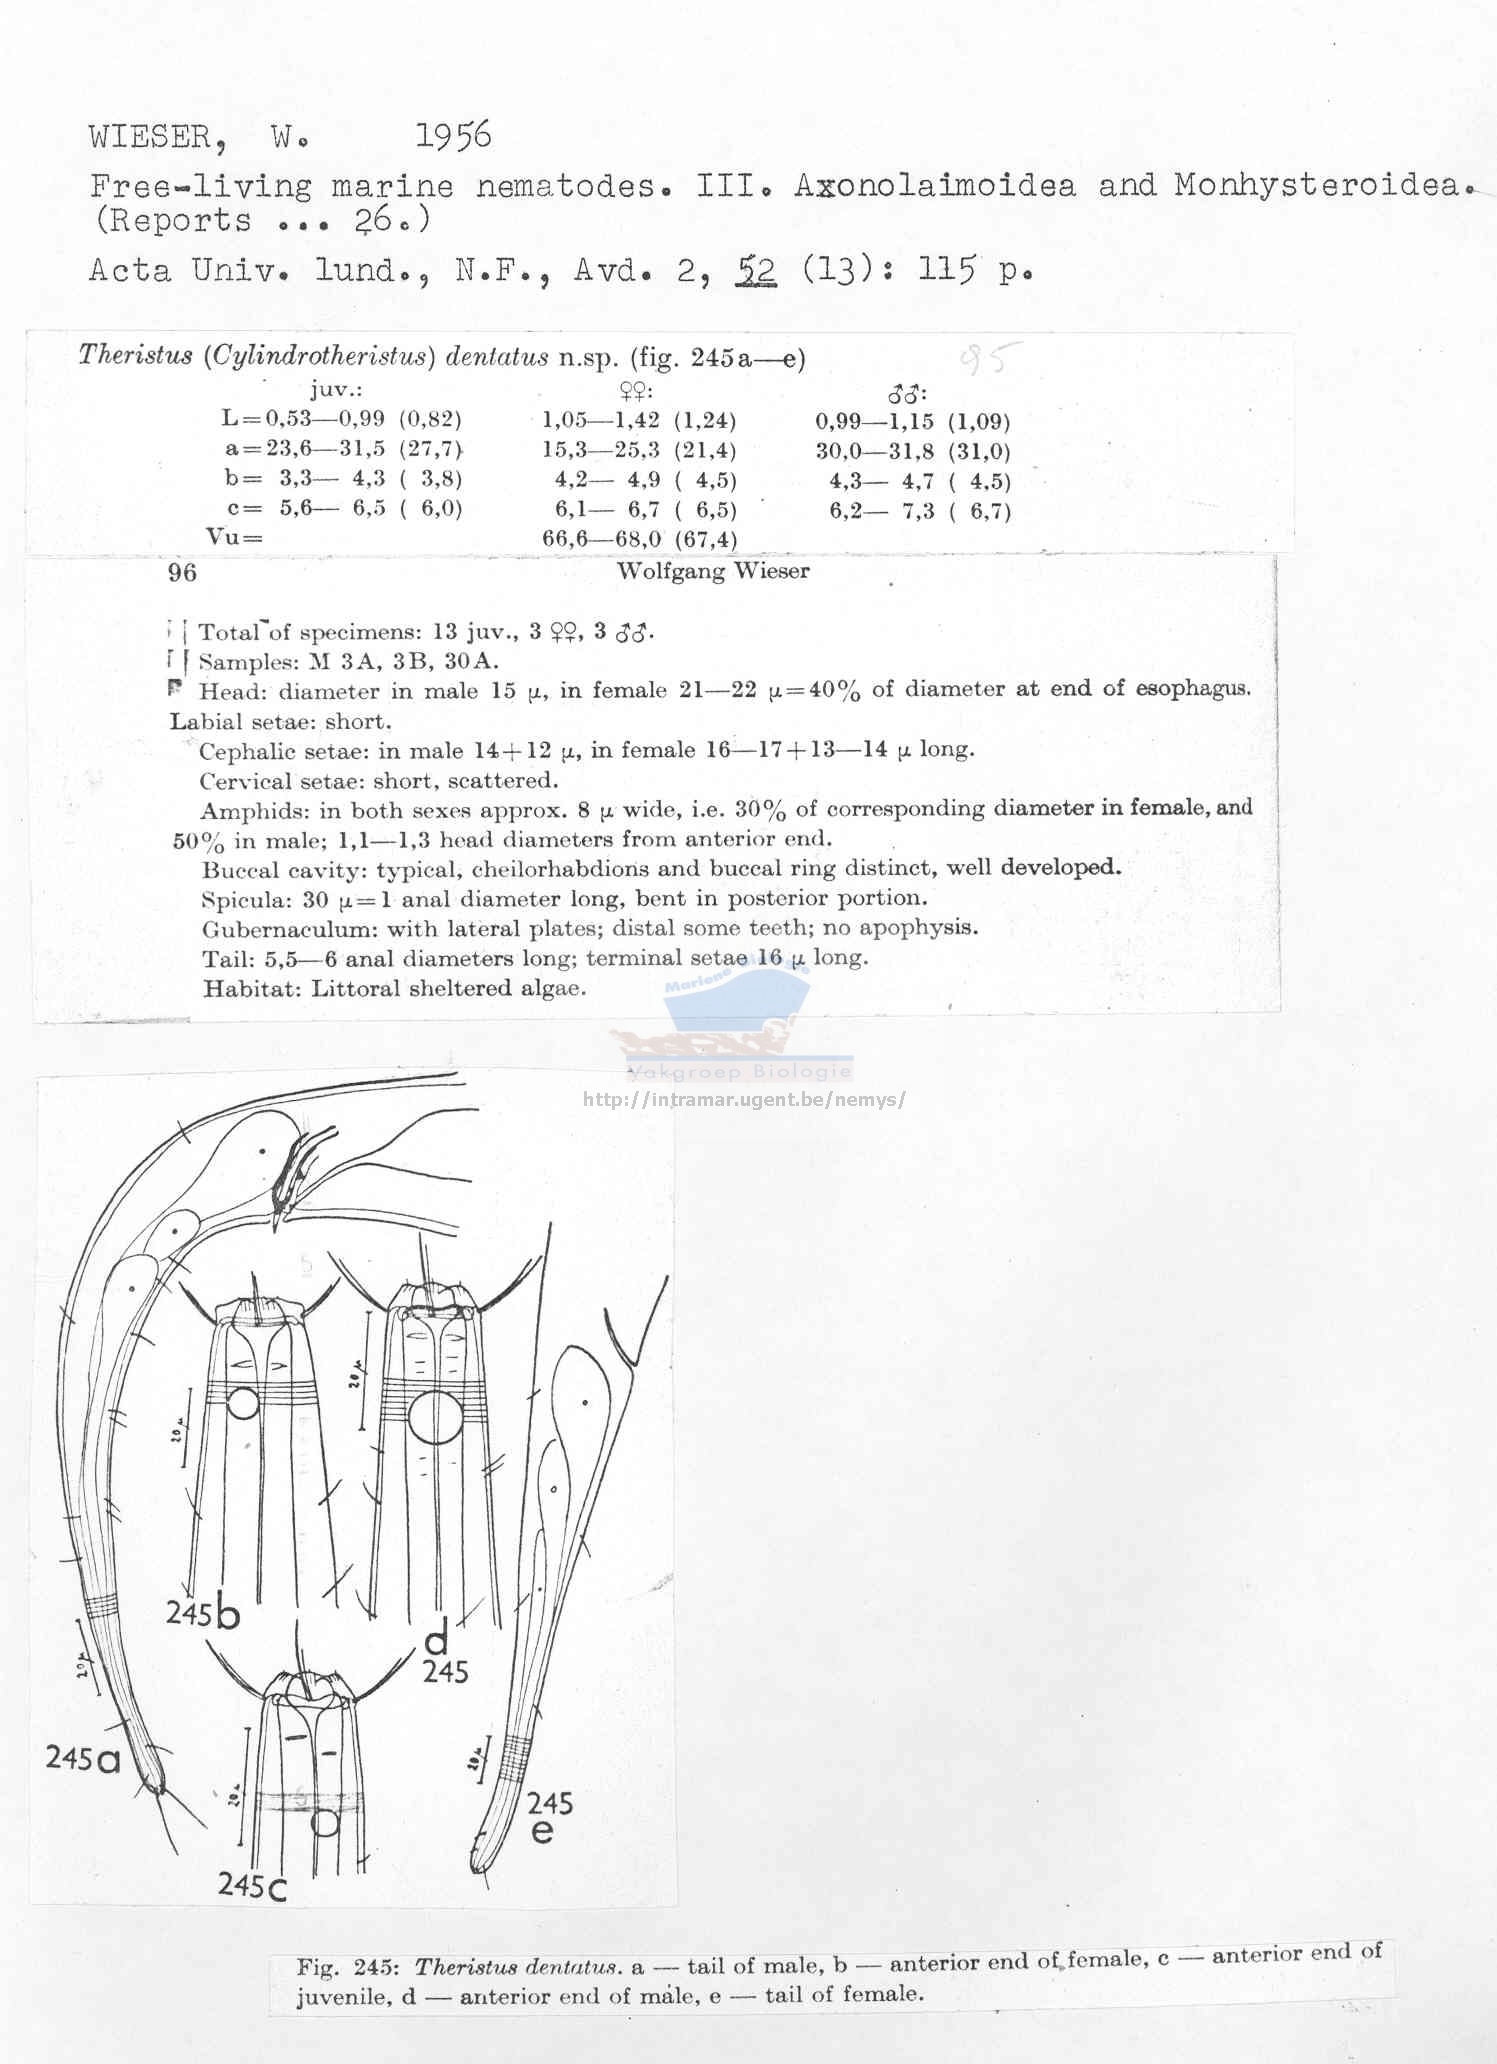 WIESER, W. 1956
Free-living marine nematodes. III. Axonolaimoidea and Monhysteroidea.
(Reports ... 26.)
Acta Univ. lund., N.F., Avd. 2, 52 (13): 115 p.
Theristus (Cylindrotheristus) dentatus n.sp. (fig. 245a—e)
95
juv.: ♀♀: ♂♂:
L=0,53—0,99 (0,82) 1,05—1,42 (1,24) 0,99—1,15 (1,09)
a=23,6—31,5 (27,7) 15,3—25,3 (21,4) 30,0—31,8 (31,0)
b= 3,3— 4,3 ( 3,8) 4,2— 4,9 ( 4,5) 4,3— 4,7 ( 4,5)
c= 5,6— 6,5 ( 6,0) 6,1— 6,7 ( 6,5) 6,2— 7,3 ( 6,7)
Vu= 66,6—68,0 (67,4)
96 Wolfgang Wieser
Total of specimens: 13 juv., 3 ♀♀, 3 ♂♂.
Samples: M 3A, 3B, 30A.
Head: diameter in male 15 μ, in female 21—22 μ=40% of diameter at end of esophagus.
Labial setae: short.
Cephalic setae: in male 14+12 μ, in female 16—17+13—14 μ long.
Cervical setae: short, scattered.
Amphids: in both sexes approx. 8 μ wide, i.e. 30% of corresponding diameter in female, and
50% in male; 1,1—1,3 head diameters from anterior end.
Buccal cavity: typical, cheilorhabdions and buccal ring distinct, well developed.
Spicula: 30 μ=1 anal diameter long, bent in posterior portion.
Gubernaculum: with lateral plates; distal some teeth; no apophysis.
Tail: 5,5—6 anal diameters long; terminal setae 16 μ long.
Habitat: Littoral sheltered algae.
Mariene Biologie
Vakgroep Biologie
http://intramar.ugent.be/nemys/
20 μ
20 μ
245b
d
245
20 μ
245a
20 μ
20 μ
245
e
245c
Fig. 245: Theristus dentatus. a — tail of male, b — anterior end of female, c — anterior end of
juvenile, d — anterior end of male, e — tail of female.